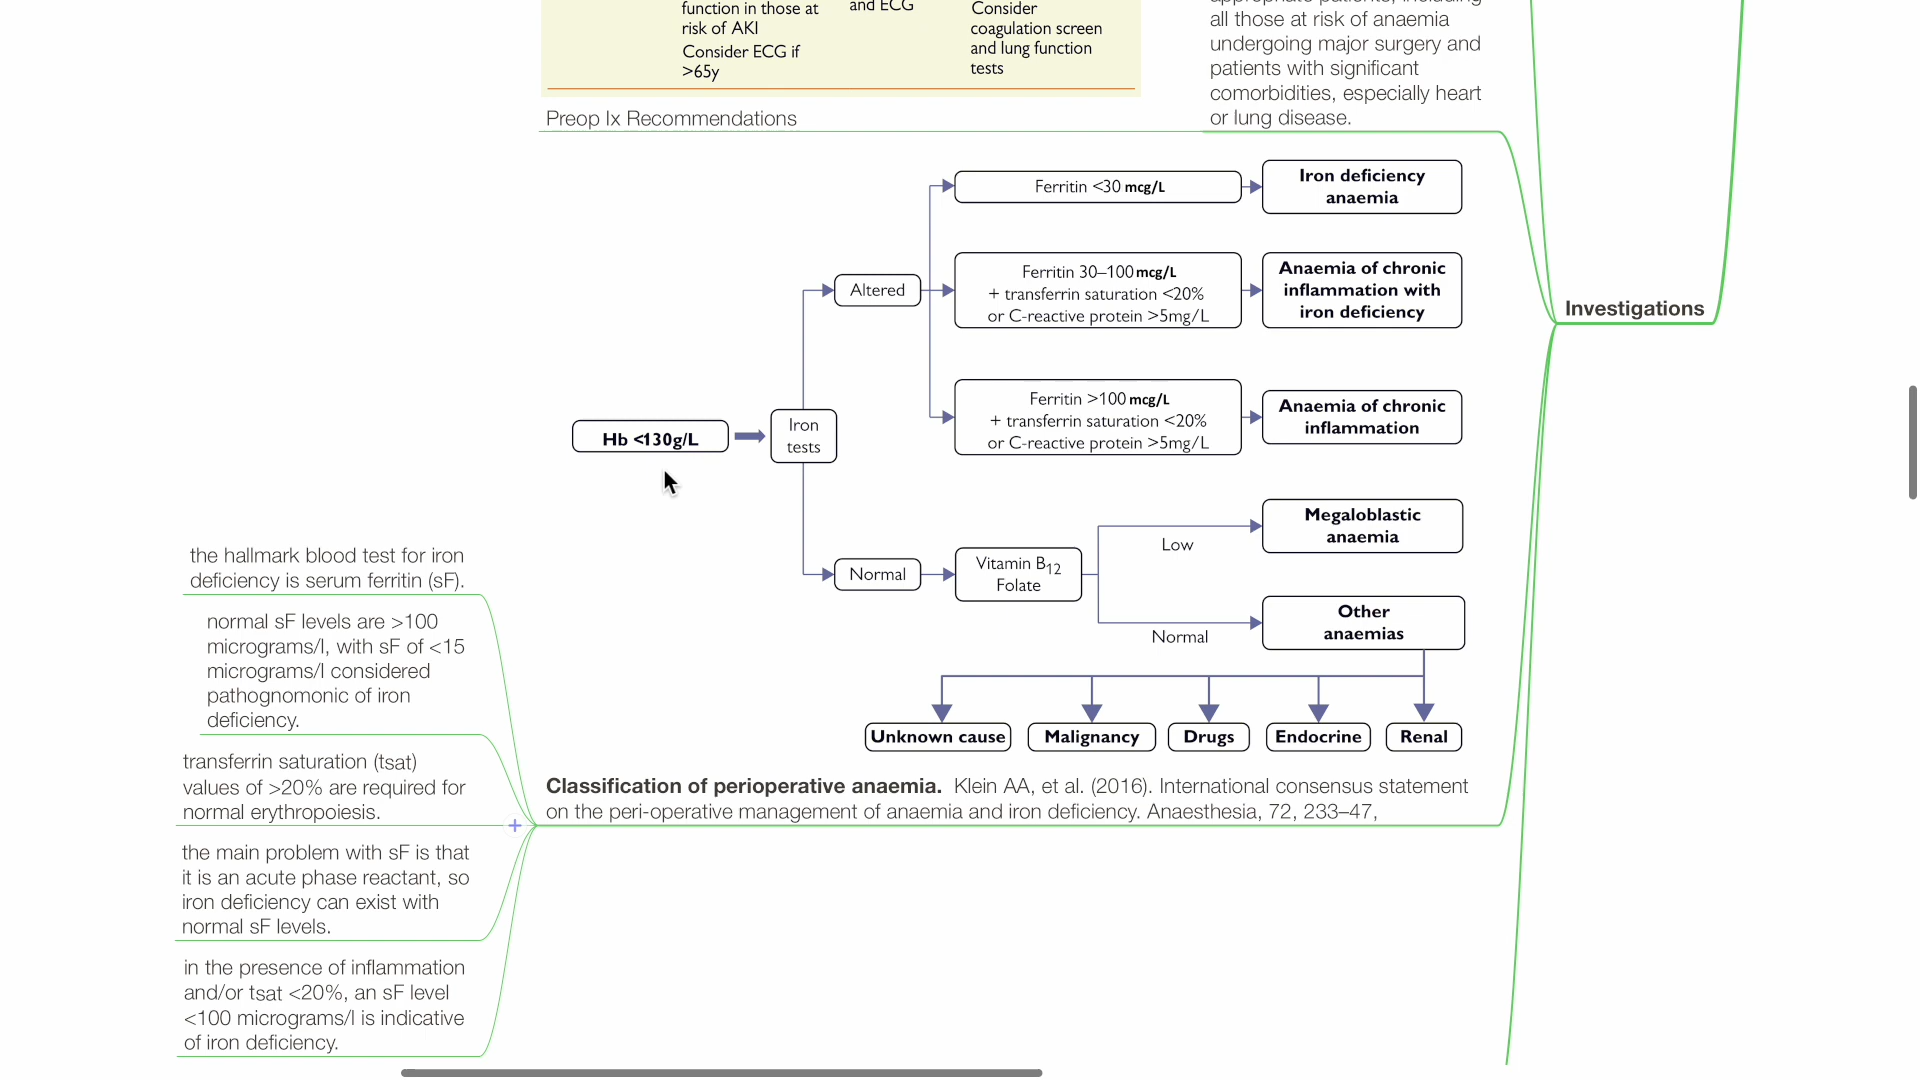 function in those at
risk of AKI
Consider ECG if
>65y
and ECG
Consider
coagulation screen
and lung function
tests
appropriate patients, including
all those at risk of anaemia
undergoing major surgery and
patients with significant
comorbidities, especially heart
or lung disease.
Preop Ix Recommendations
Ferritin <30 mcg/L
Iron deficiency
anaemia
Altered
Ferritin 30–100 mcg/L
+ transferrin saturation <20%
or C-reactive protein >5mg/L
Anaemia of chronic
inflammation with
iron deficiency
Investigations
Ferritin >100 mcg/L
+ transferrin saturation <20%
or C-reactive protein >5mg/L
Anaemia of chronic
inflammation
Hb <130g/L
Iron
tests
Megaloblastic
anaemia
Low
Normal
Vitamin B12
Folate
Other
anaemias
Normal
Unknown cause
Malignancy
Drugs
Endocrine
Renal
Classification of perioperative anaemia. Klein AA, et al. (2016). International consensus statement
on the peri-operative management of anaemia and iron deficiency. Anaesthesia, 72, 233–47,
the hallmark blood test for iron
deficiency is serum ferritin (sF).
normal sF levels are >100
micrograms/l, with sF of <15
micrograms/l considered
pathognomonic of iron
deficiency.
transferrin saturation (tsat)
values of >20% are required for
normal erythropoiesis.
the main problem with sF is that
it is an acute phase reactant, so
iron deficiency can exist with
normal sF levels.
in the presence of inflammation
and/or tsat <20%, an sF level
<100 micrograms/l is indicative
of iron deficiency.